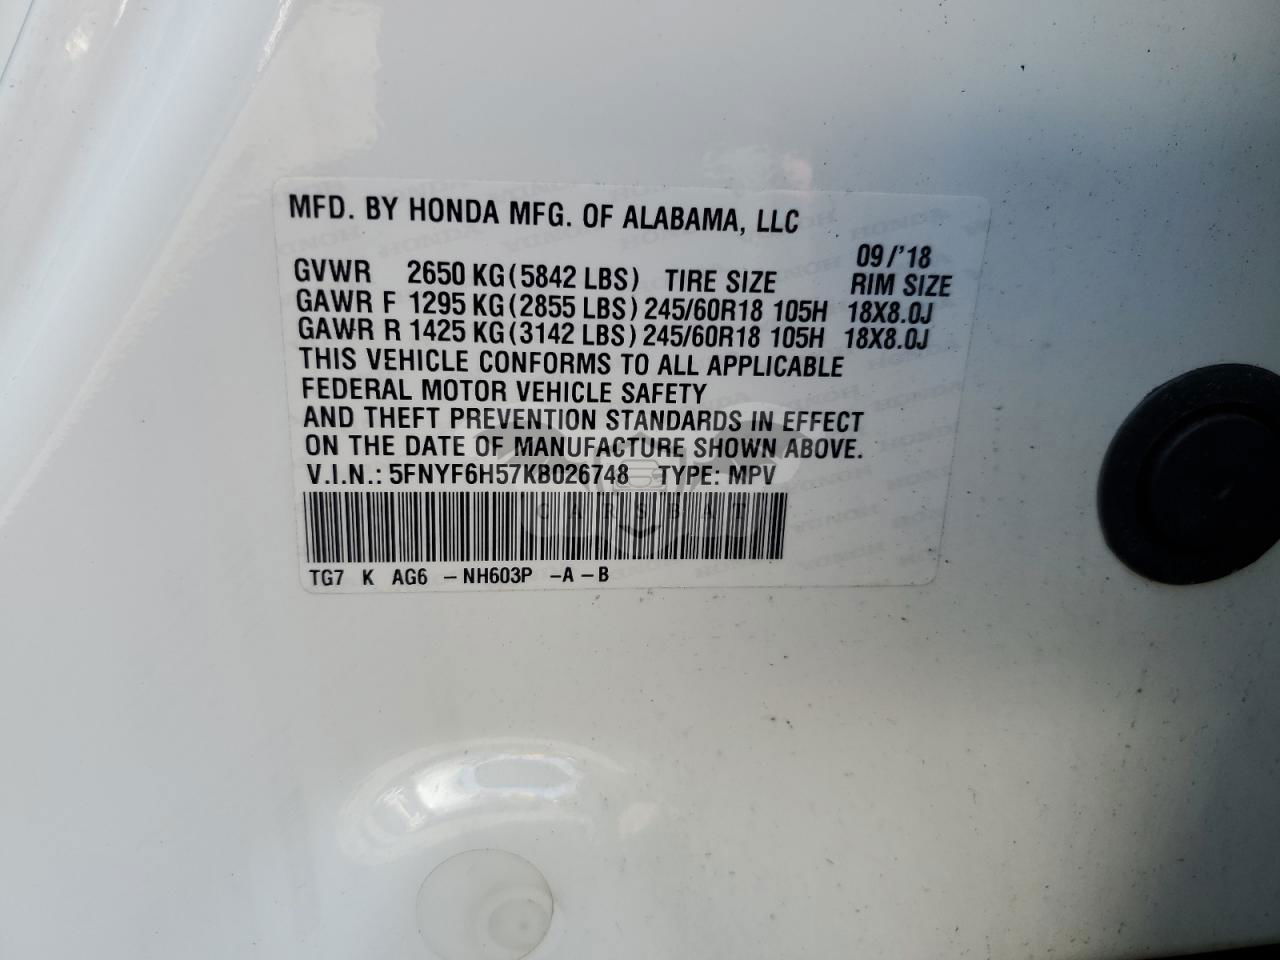 MFD. BY HONDA MFG. OF ALABAMA, LLC
09/'18
GVWR 2650 KG (5842 LBS) TIRE SIZE RIM SIZE
GAWR F 1295 KG (2855 LBS) 245/60R18 105H 18X8.0J
GAWR R 1425 KG (3142 LBS) 245/60R18 105H 18X8.0J
THIS VEHICLE CONFORMS TO ALL APPLICABLE
FEDERAL MOTOR VEHICLE SAFETY
AND THEFT PREVENTION STANDARDS IN EFFECT
ON THE DATE OF MANUFACTURE SHOWN ABOVE.
V.I.N.: 5FNYF6H57KB026748 TYPE: MPV
CARSBAT
TG7 K AG6 -NH603P -A-B